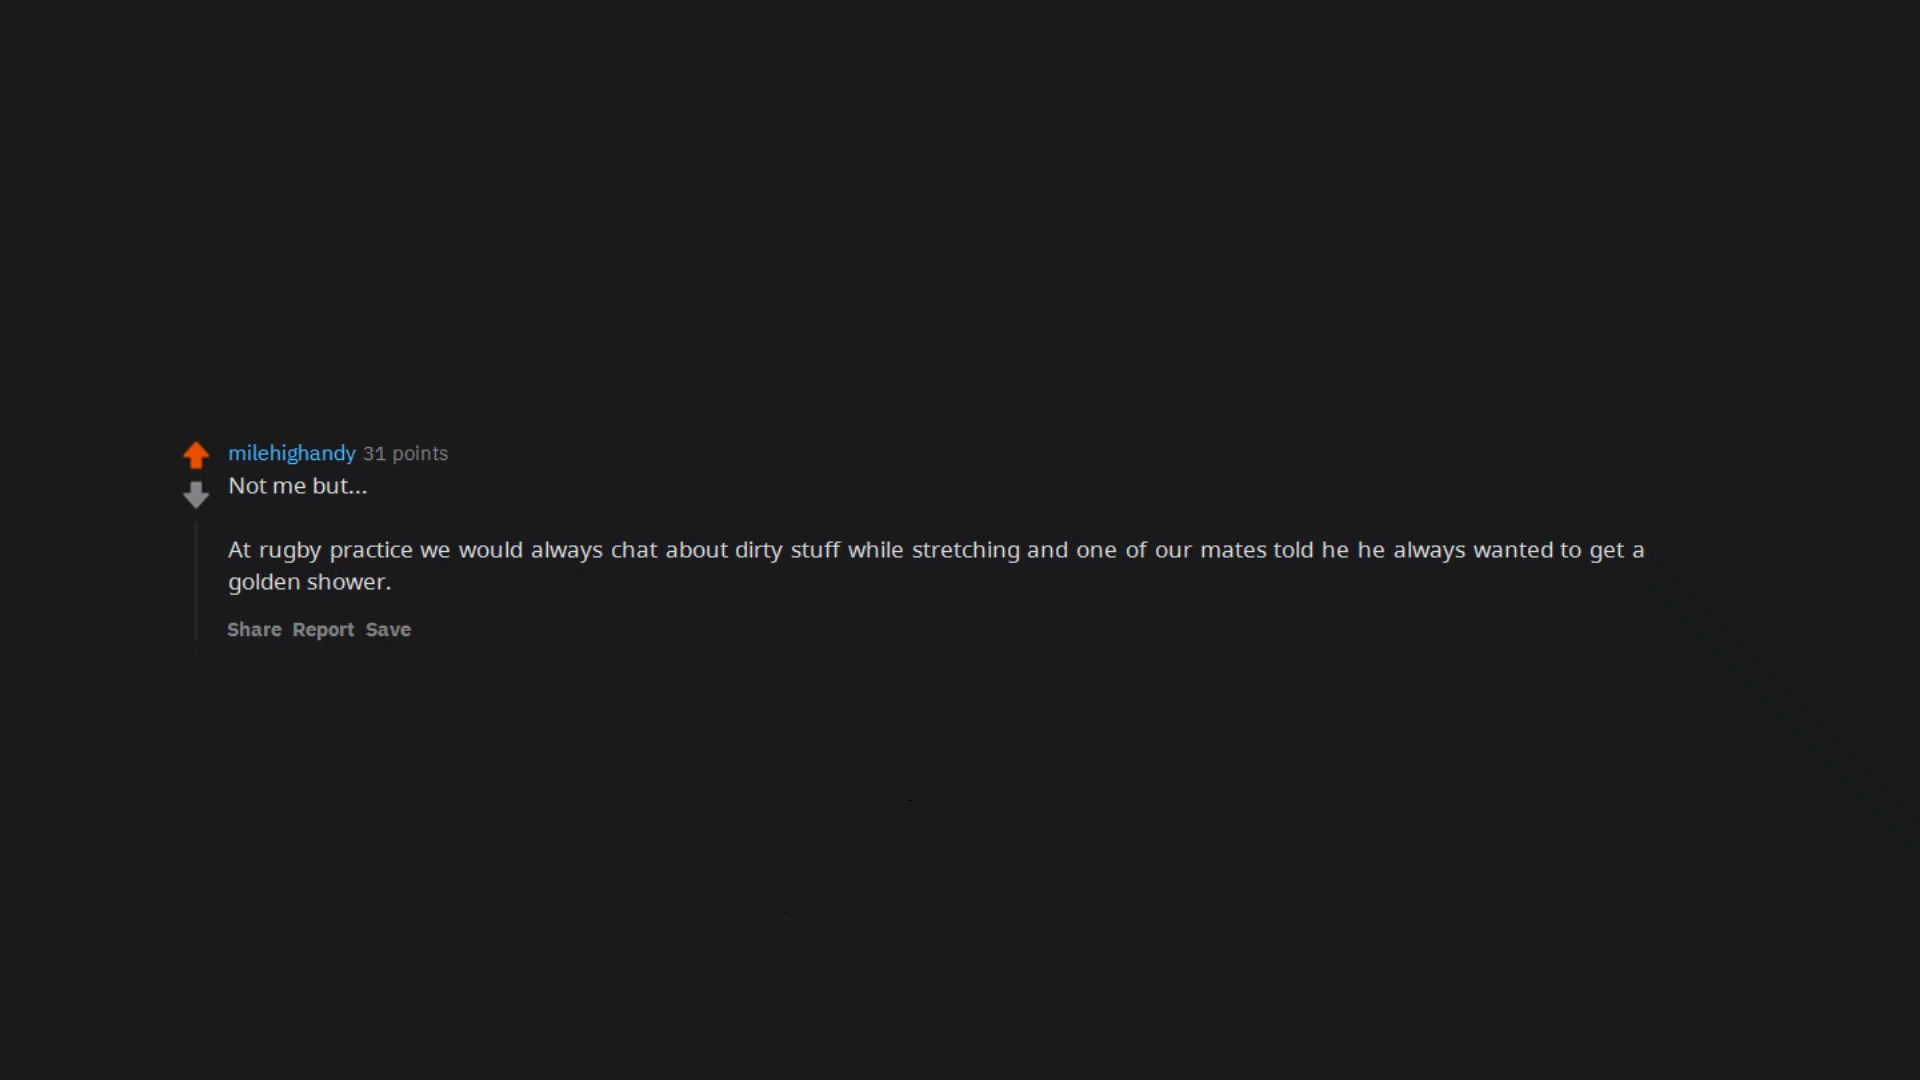 milehighandy 31 points
Not me but...
At rugby practice we would always chat about dirty stuff while stretching and one of our mates told he he always wanted to get a
golden shower.
Share Report Save